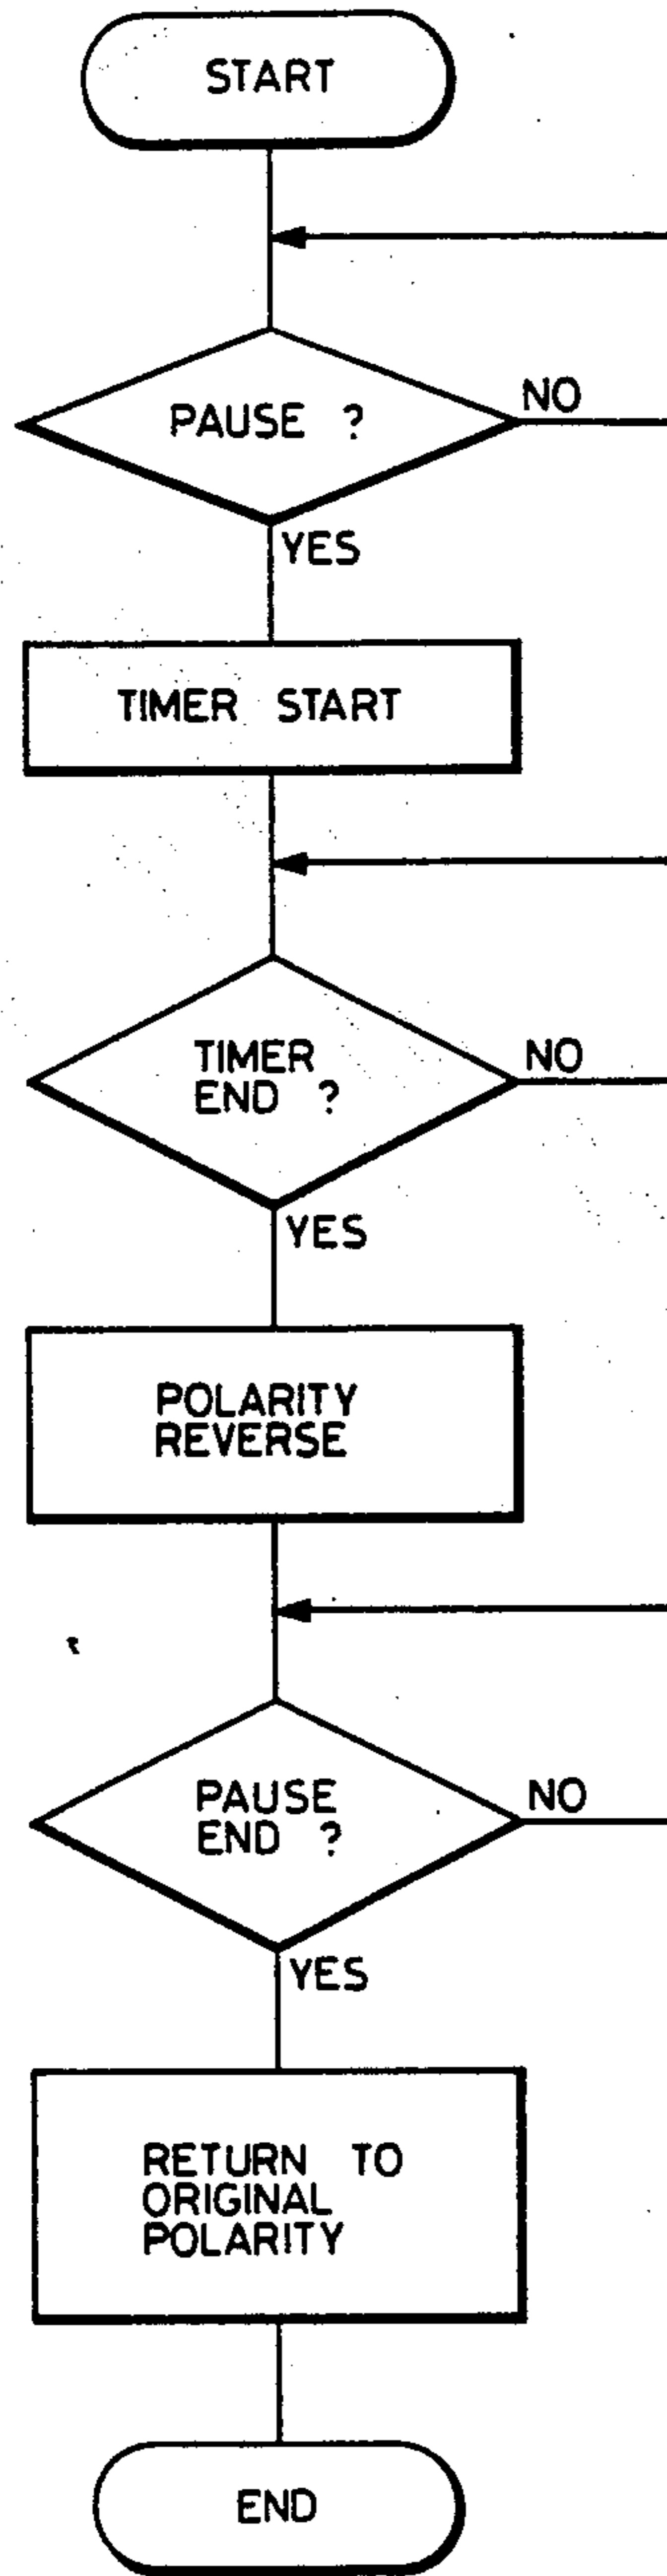 START
PAUSE ?
NO
YES
TIMER START
TIMER
END ?
NO
YES
POLARITY
REVERSE
PAUSE
END ?
NO
YES
RETURN TO
ORIGINAL
POLARITY
END